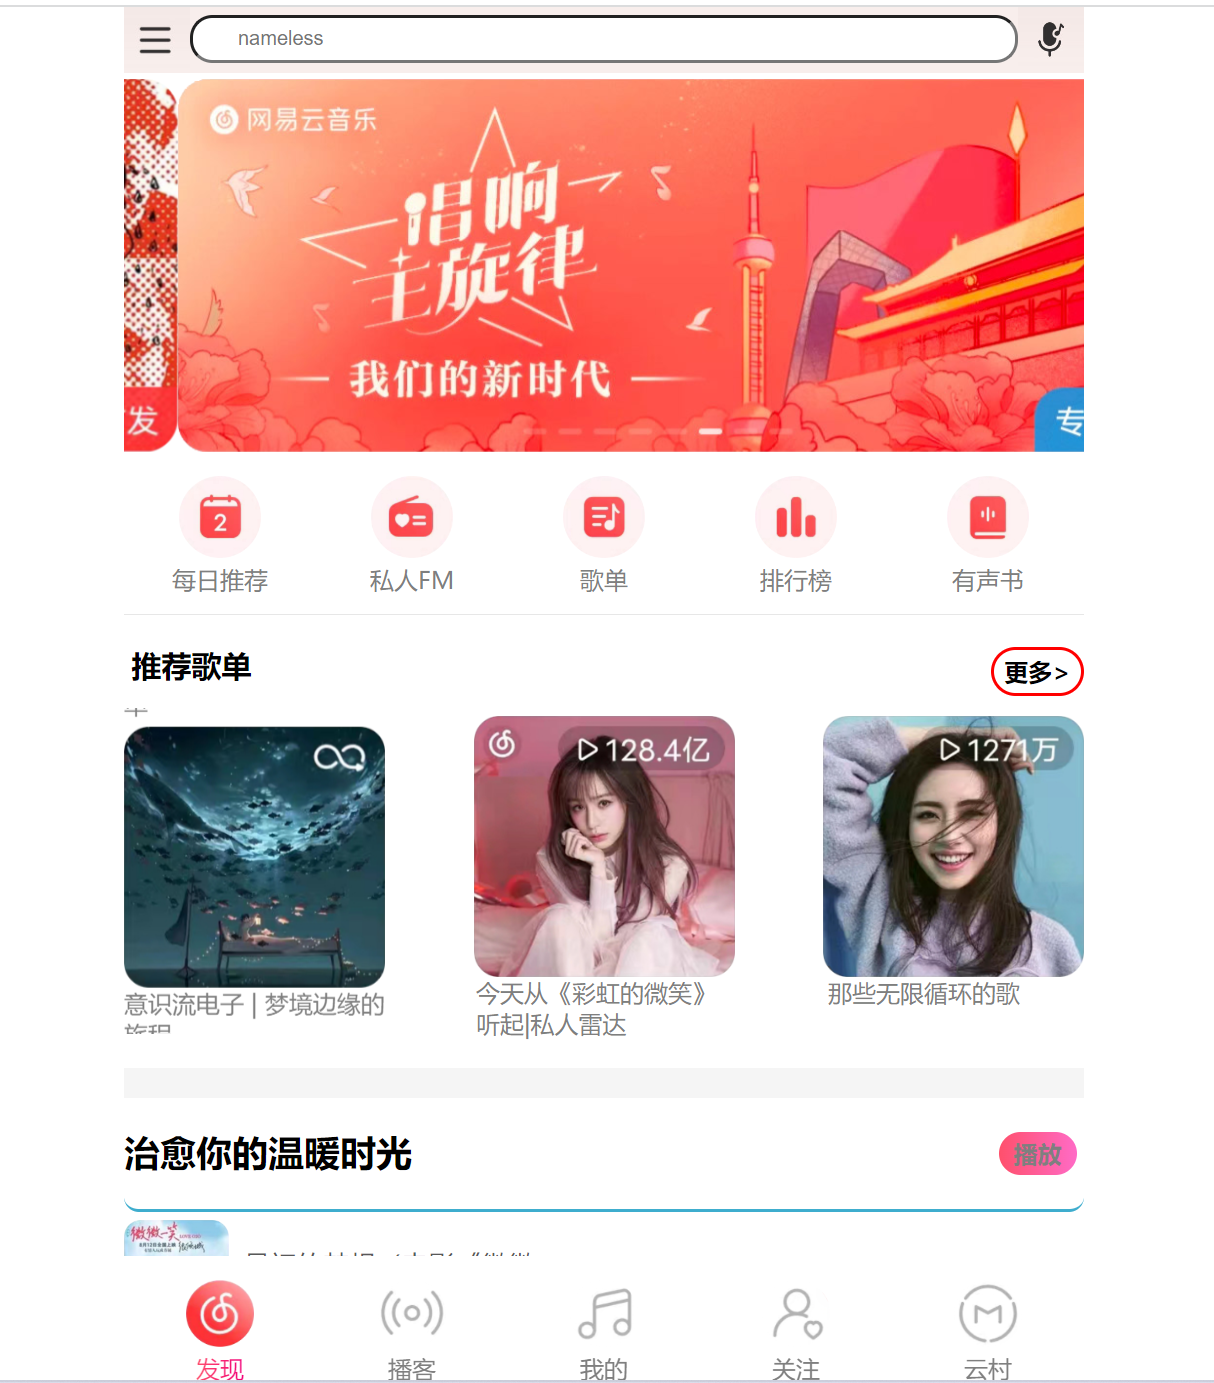 nameless
网易云音乐
唱响
主旋律
我们的新时代
发
专
2
每日推荐
私人FM
歌单
排行榜
有声书
推荐歌单
更多>
128.4亿
1271万
意识流电子 | 梦境边缘的
旅程
今天从《彩虹的微笑》
听起|私人雷达
那些无限循环的歌
治愈你的温暖时光
播放
微微一笑
发现
播客
我的
关注
云村